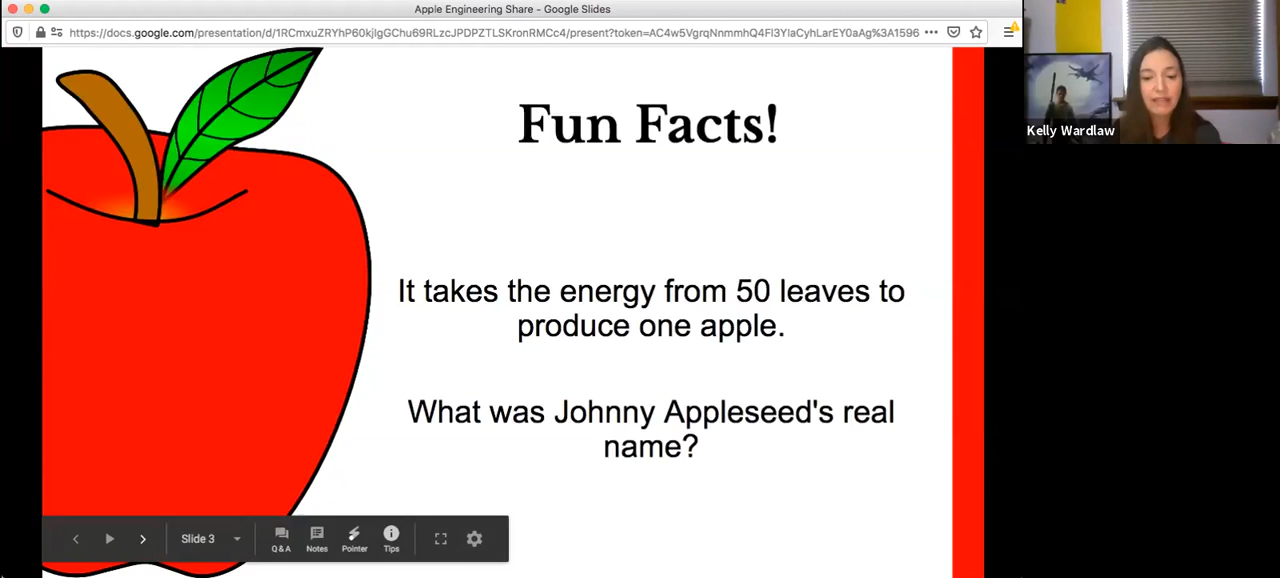 Apple Engineering Share - Google Slides
https://docs.google.com/presentation/d/1RCmxuZRYhP60kjIgGChu69RLzcJPDPZTLSKronRMCc4/present?token=AC4w5VgrqNnmmhQ4Fl3YlaCyhLarEY0aAg%3A1596
Kelly Wardlaw
Fun Facts!
It takes the energy from 50 leaves to
produce one apple.
What was Johnny Appleseed's real
name?
Slide 3
Q&A
Notes
Pointer
Tips